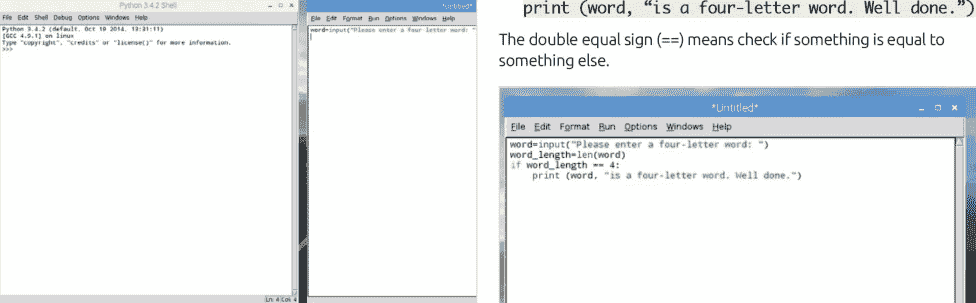 Python 3.4.2 Shell
File Edit Shell Debug Options Windows Help
Python 3.4.2 (default, Oct 19 2014, 13:31:11)
[GCC 4.9.1] on linux
Type "copyright", "credits" or "license()" for more information.
>>>
Ln: 4 Col: 4
*Untitled*
File Edit Format Run Options Windows Help
word=input("Please enter a four letter word: "
print (word, “is a four-letter word. Well done.”)
The double equal sign (==) means check if something is equal to
something else.
*Untitled*
File Edit Format Run Options Windows Help
word=input("Please enter a four-letter word: ")
word_length=len(word)
if word_length == 4:
    print (word, "is a four-letter word. Well done.")